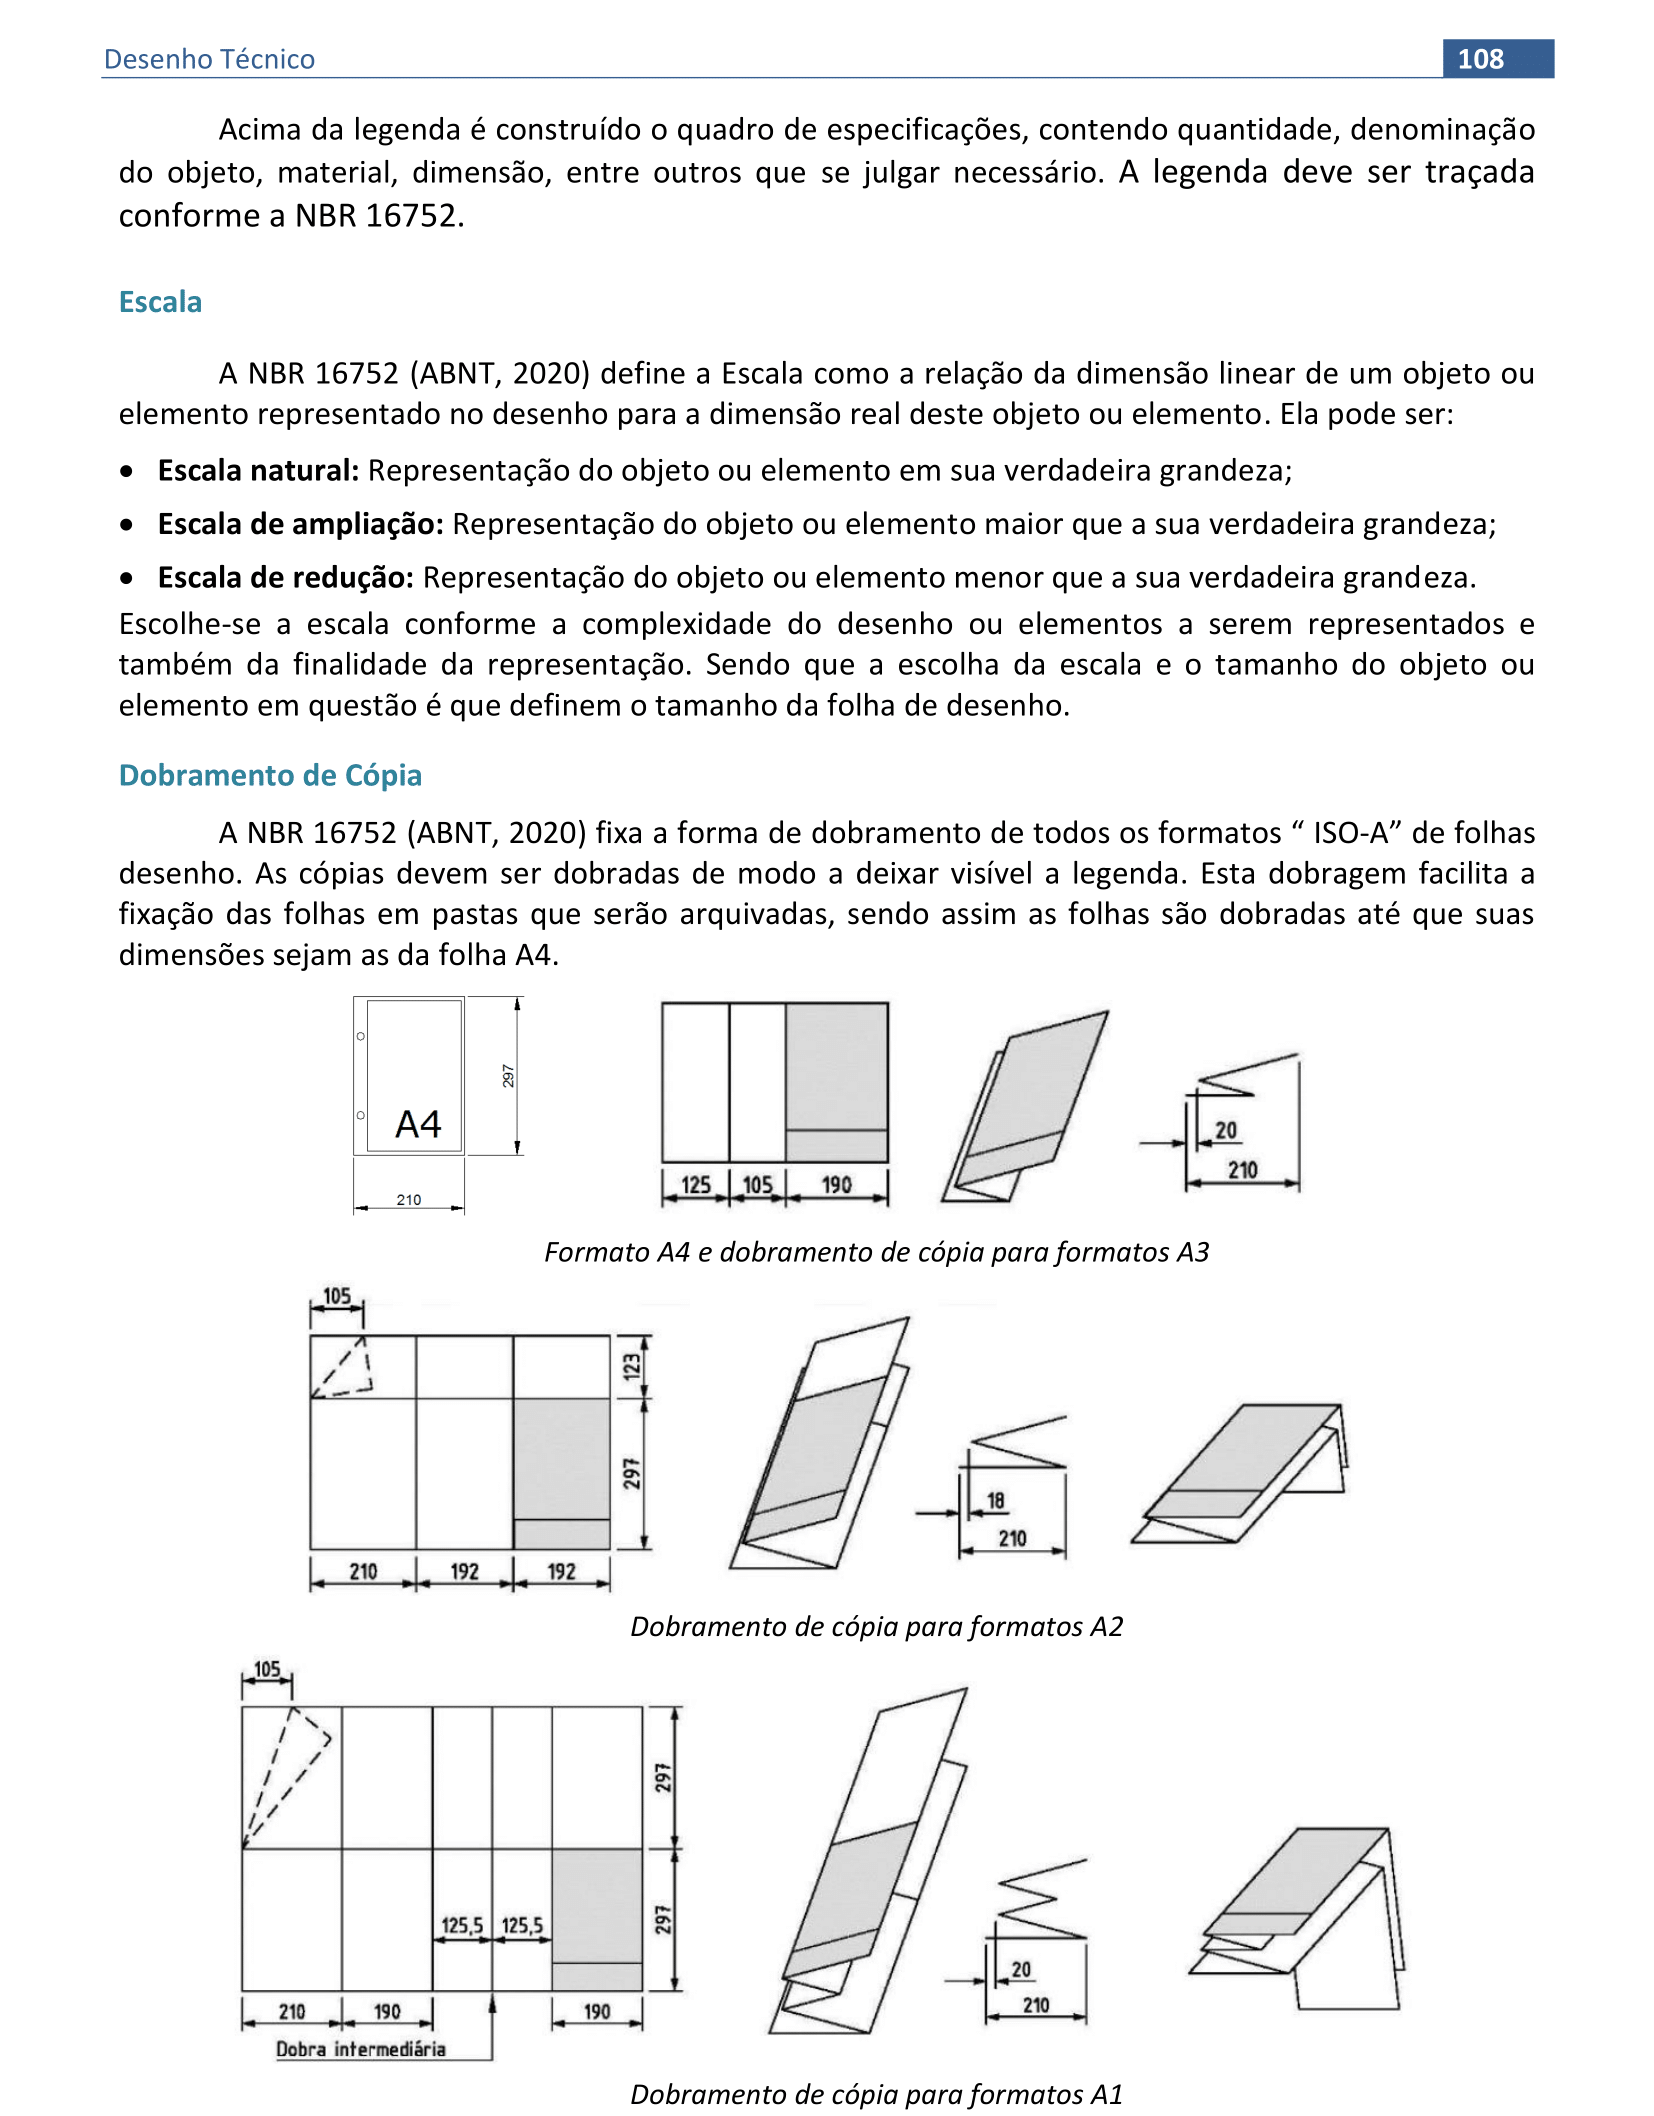 Desenho Técnico 108
Acima da legenda é construído o quadro de especificações, contendo quantidade, denominação
do objeto, material, dimensão, entre outros que se julgar necessário. A legenda deve ser traçada
conforme a NBR 16752.
Escala
A NBR 16752 (ABNT, 2020) define a Escala como a relação da dimensão linear de um objeto ou
elemento representado no desenho para a dimensão real deste objeto ou elemento. Ela pode ser:
• Escala natural: Representação do objeto ou elemento em sua verdadeira grandeza;
• Escala de ampliação: Representação do objeto ou elemento maior que a sua verdadeira grandeza;
• Escala de redução: Representação do objeto ou elemento menor que a sua verdadeira grandeza.
Escolhe-se a escala conforme a complexidade do desenho ou elementos a serem representados e
também da finalidade da representação. Sendo que a escolha da escala e o tamanho do objeto ou
elemento em questão é que definem o tamanho da folha de desenho.
Dobramento de Cópia
A NBR 16752 (ABNT, 2020) fixa a forma de dobramento de todos os formatos “ ISO-A” de folhas
desenho. As cópias devem ser dobradas de modo a deixar visível a legenda. Esta dobragem facilita a
fixação das folhas em pastas que serão arquivadas, sendo assim as folhas são dobradas até que suas
dimensões sejam as da folha A4.
297
A4
210
125 105 190
20
210
Formato A4 e dobramento de cópia para formatos A3
105
123
297
210 192 192
18
210
Dobramento de cópia para formatos A2
105
297
297
125,5 125,5
210 190 190
Dobra intermediária
20
210
Dobramento de cópia para formatos A1